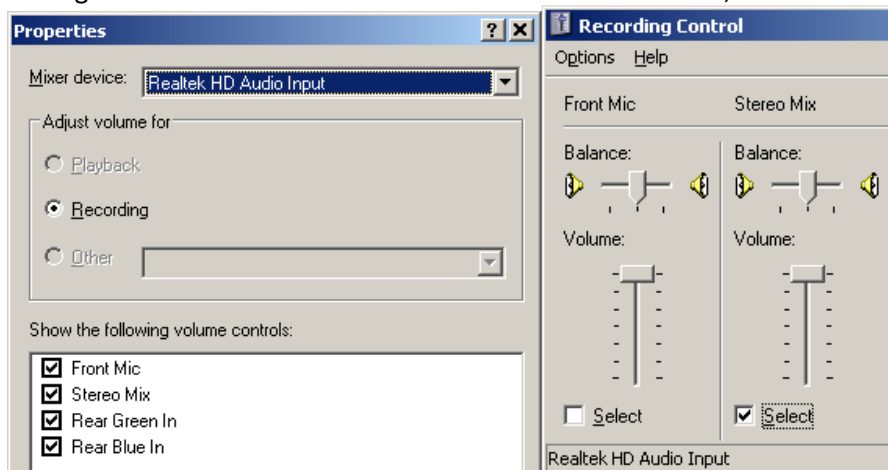 Properties
Mixer device: Realtek HD Audio Input
Adjust volume for
Playback
Recording
Other
Show the following volume controls:
Front Mic
Stereo Mix
Rear Green In
Rear Blue In
Recording Control
Options Help
Front Mic Stereo Mix
Balance: Balance:
Volume: Volume:
Select Select
Realtek HD Audio Input